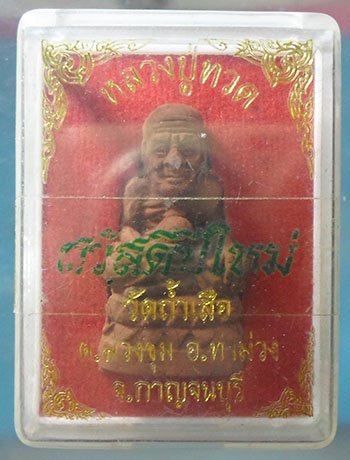 หลวงปู่ทวด
สวัสดีปีใหม่
วัดถ้ำเสือ
ต.ม่วงชุม อ.ท่าม่วง
จ.กาญจนบุรี